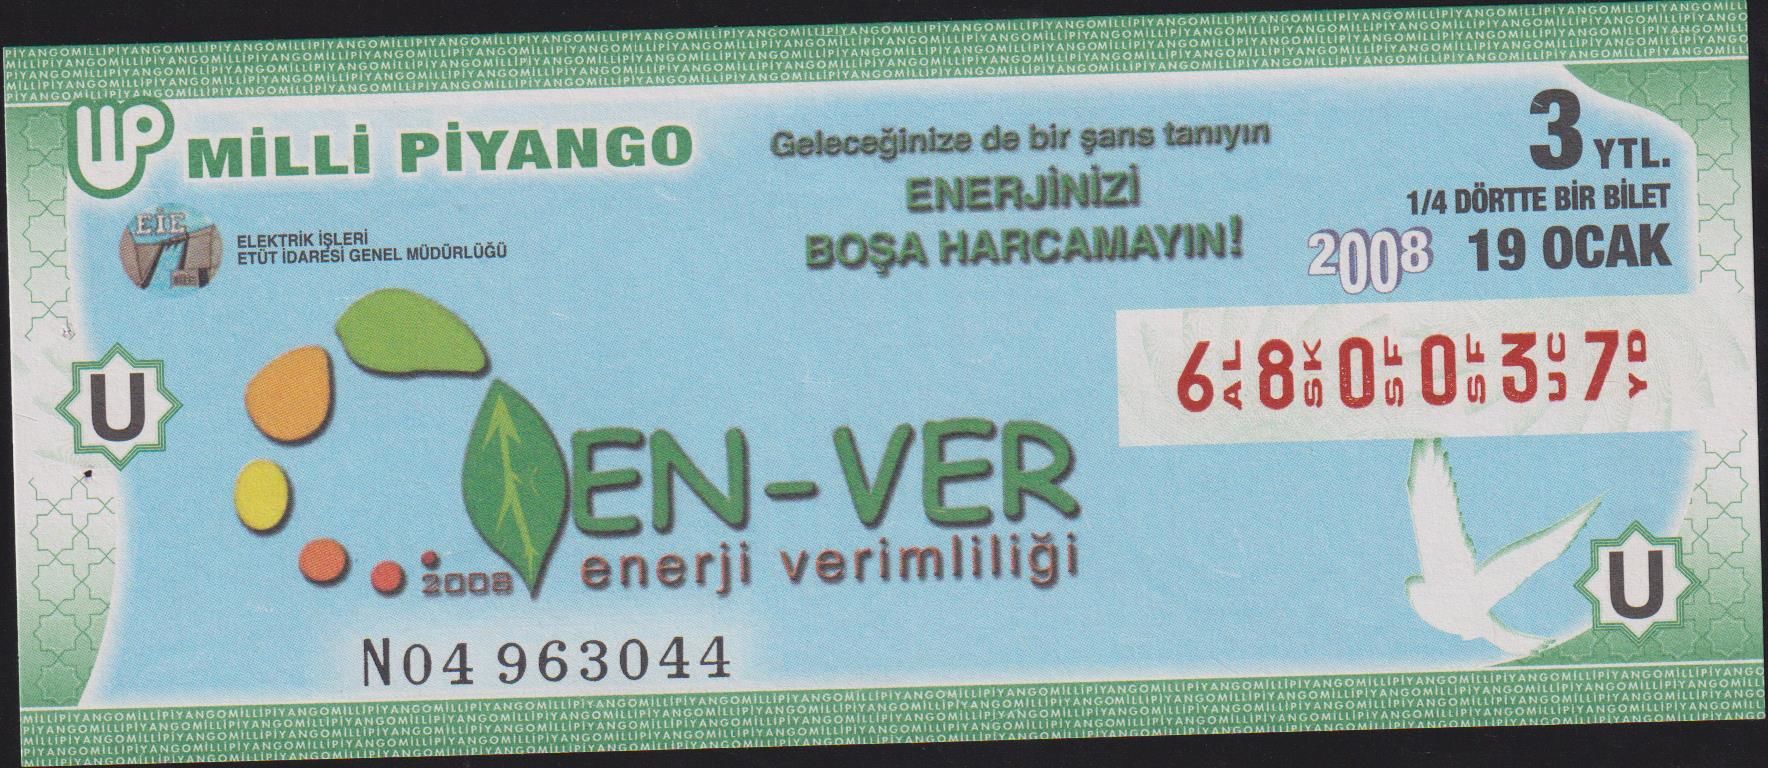 MİLLİ PİYANGO
EİE
ELEKTRİK İŞLERİ
ETÜT İDARESİ GENEL MÜDÜRLÜĞÜ
Geleceğinize de bir şans tanıyın
ENERJİNİZİ
BOŞA HARCAMAYIN!
3 YTL.
1/4 DÖRTTE BİR BİLET
2008 19 OCAK
6 AL 8 SK 0 SF 0 SF 3 UC 7 YD
U
EN-VER
enerji verimliliği
2008
U
N04 963044